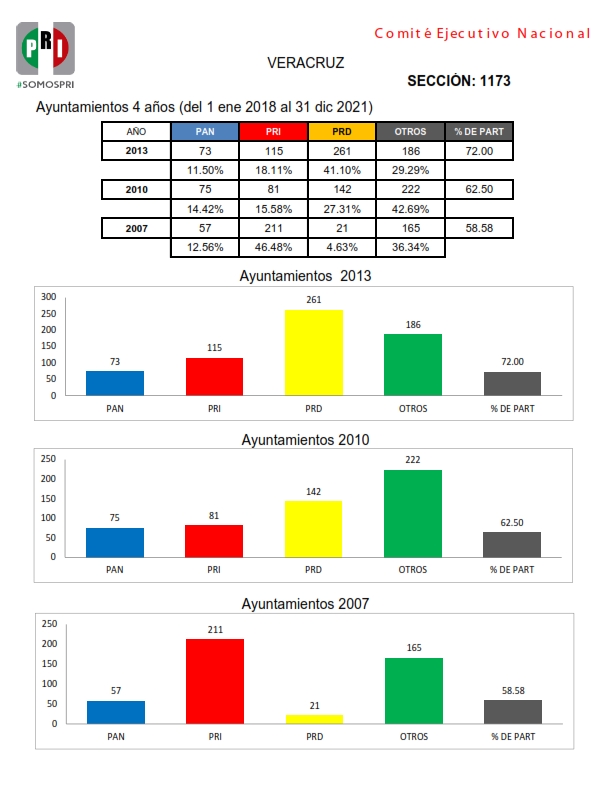 Comité Ejecutivo Nacional
PRI
#SOMOSPRI
VERACRUZ
SECCIÓN: 1173
Ayuntamientos 4 años (del 1 ene 2018 al 31 dic 2021)
AÑO PAN PRI PRD OTROS % DE PART
2013 73 115 261 186 72.00
11.50% 18.11% 41.10% 29.29%
2010 75 81 142 222 62.50
14.42% 15.58% 27.31% 42.69%
2007 57 211 21 165 58.58
12.56% 46.48% 4.63% 36.34%
Ayuntamientos 2013
300
250
200
150
100
50
0
73 115 261 186 72.00
PAN PRI PRD OTROS % DE PART
Ayuntamientos 2010
250
200
150
100
50
0
75 81 142 222 62.50
PAN PRI PRD OTROS % DE PART
Ayuntamientos 2007
250
200
150
100
50
0
57 211 21 165 58.58
PAN PRI PRD OTROS % DE PART